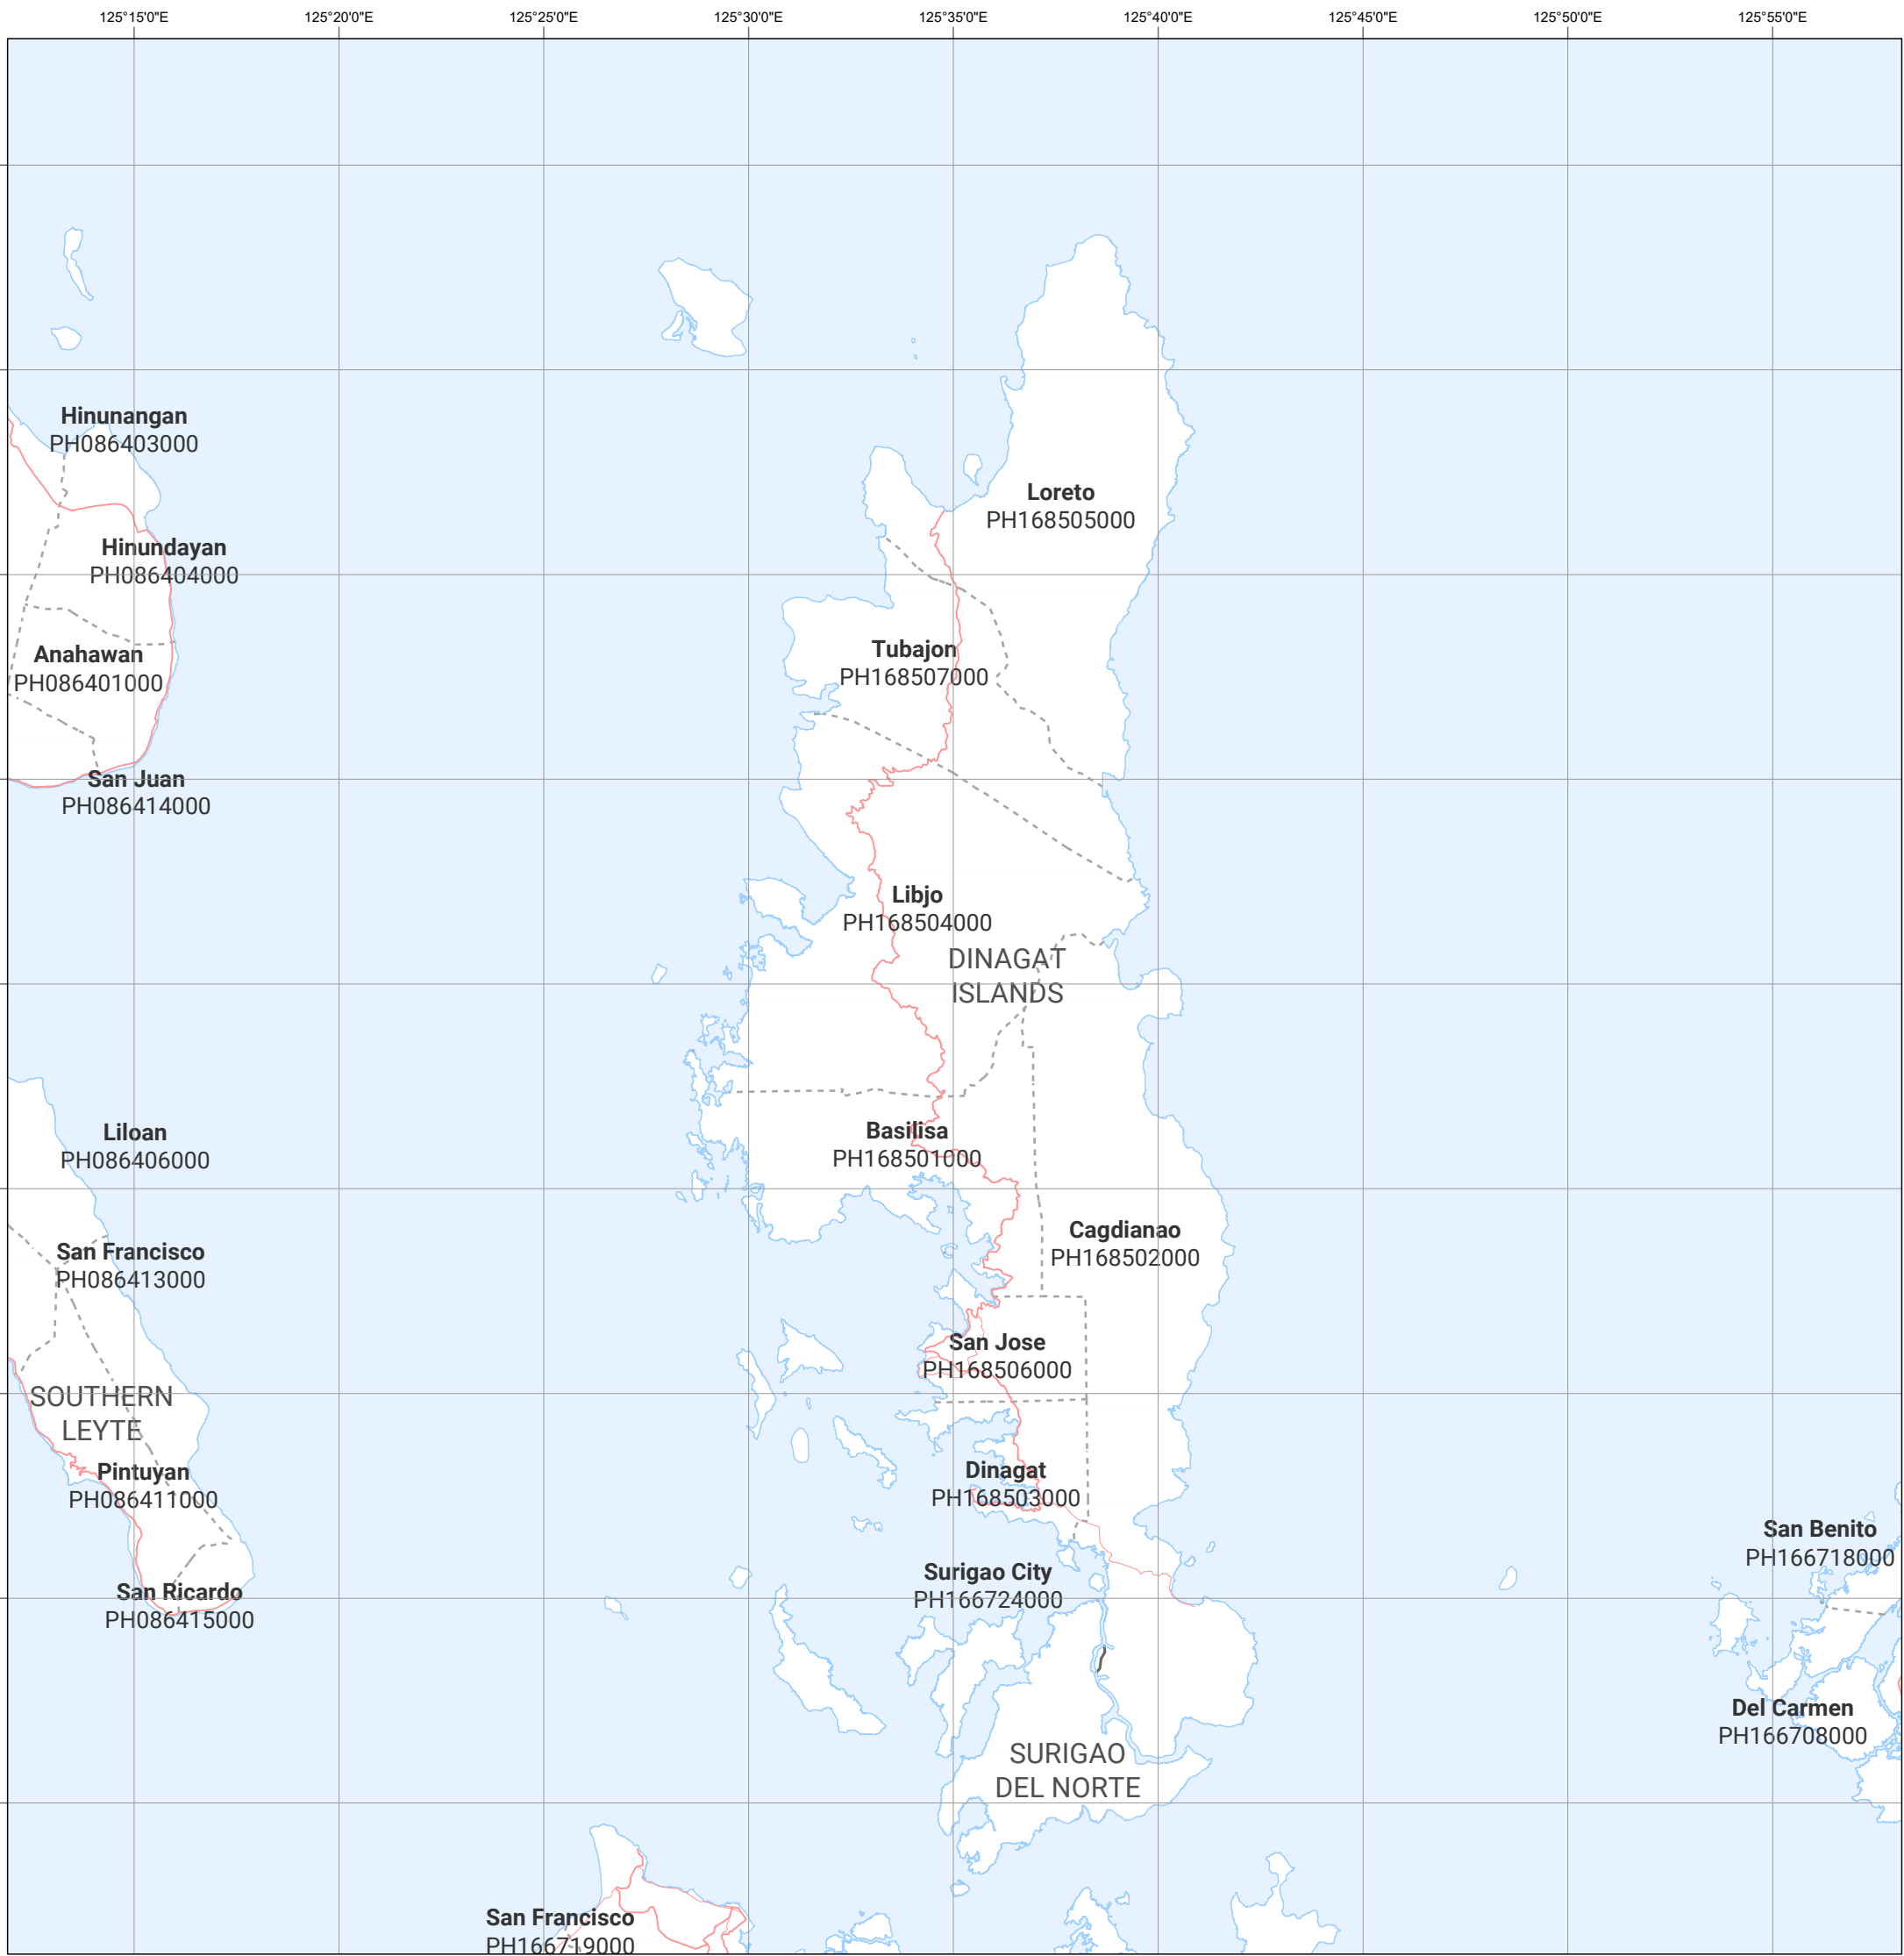 125°15'0"E 125°20'0"E 125°25'0"E 125°30'0"E 125°35'0"E 125°40'0"E 125°45'0"E 125°50'0"E 125°55'0"E
Hinunangan
PH086403000
Loreto
PH168505000
Hinundayan
PH086404000
Tubajon
PH168507000
Anahawan
PH086401000
San Juan
PH086414000
Libjo
PH168504000
DINAGAT
ISLANDS
Liloan
PH086406000
Basilisa
PH168501000
Cagdianao
PH168502000
San Francisco
PH086413000
San Jose
PH168506000
SOUTHERN
LEYTE
Pintuyan
PH086411000
Dinagat
PH168503000
San Benito
PH166718000
Surigao City
PH166724000
San Ricardo
PH086415000
Del Carmen
PH166708000
SURIGAO
DEL NORTE
San Francisco
PH166719000